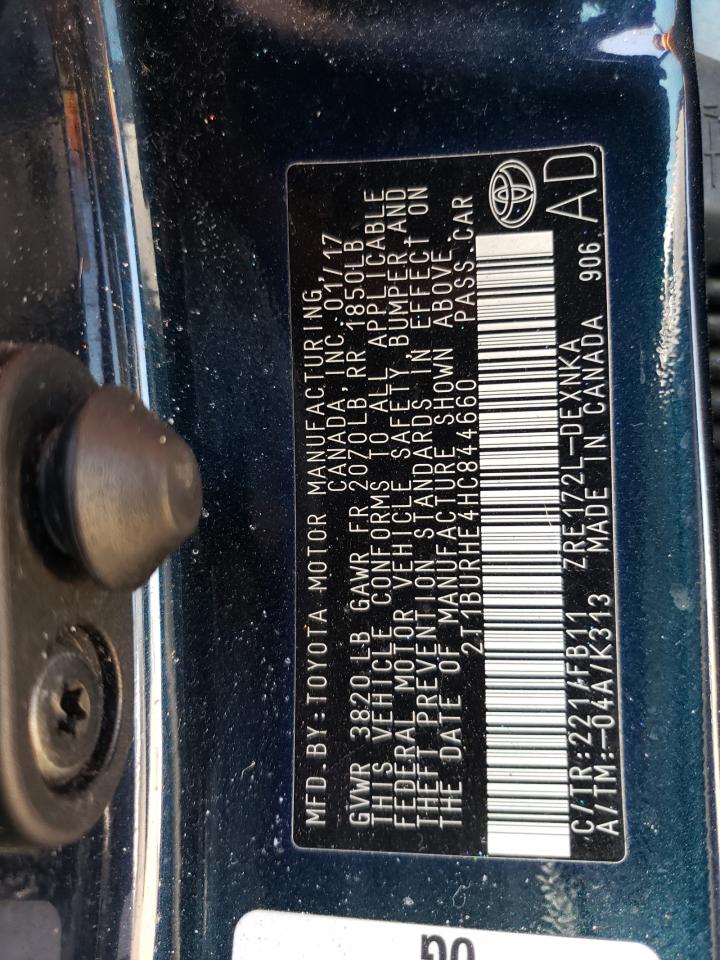 MFD.BY:TOYOTA MOTOR MANUFACTURING,
CANADA,INC. 01/17
GVWR 3820 LB GAWR FR 2070LB, RR 1850LB
THIS VEHICLE CONFORMS TO ALL APPLICABLE
FEDERAL MOTOR VEHICLE SAFETY, BUMPER AND
THEFT PREVENTION STANDARDS IN EFFECT ON
THE DATE OF MANUFACTURE SHOWN ABOVE
2T1BURHE4HC844660 PASS.CAR
C/TR:221/FB11 ZRE172L-DEXNKA
A/TM:-04A/K313 MADE IN CANADA 906 AD